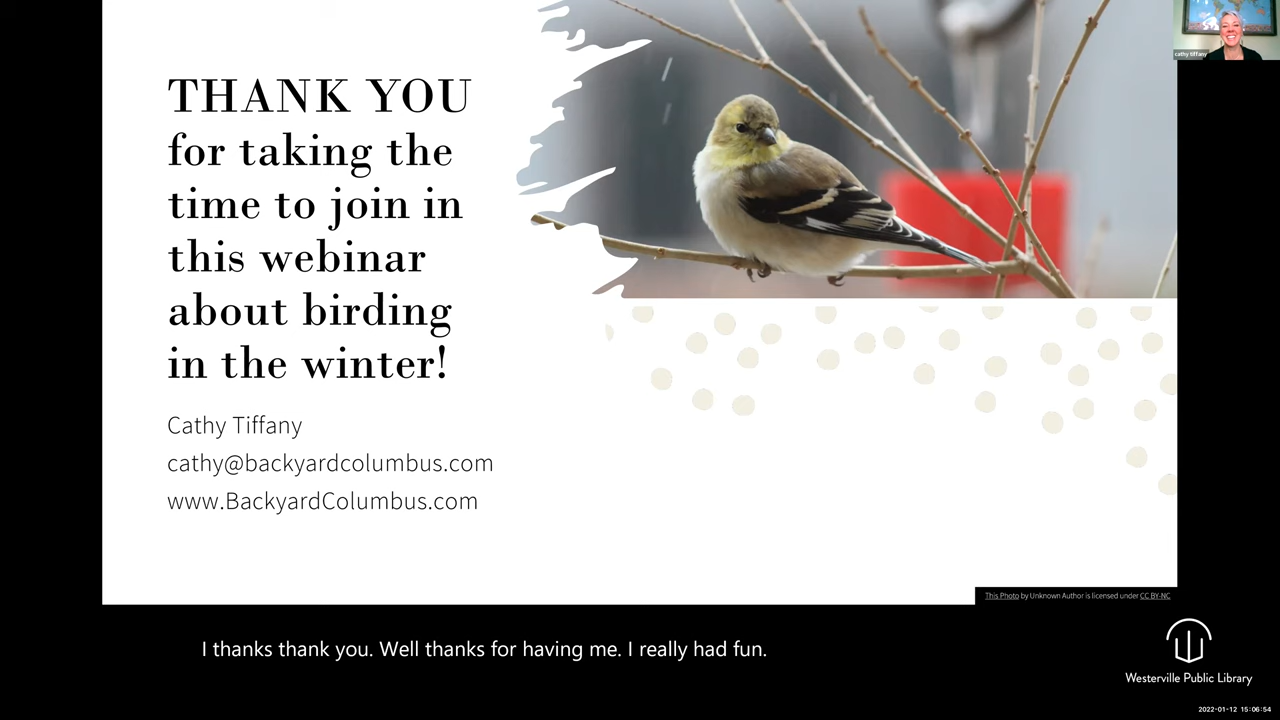 THANK YOU
for taking the
time to join in
this webinar
about birding
in the winter!
Cathy Tiffany
cathy@backyardcolumbus.com
www.BackyardColumbus.com
cathy tiffany
This Photo by Unknown Author is licensed under CC BY-NC
I thanks thank you. Well thanks for having me. I really had fun.
Westerville Public Library
2022-01-12 15:06:54